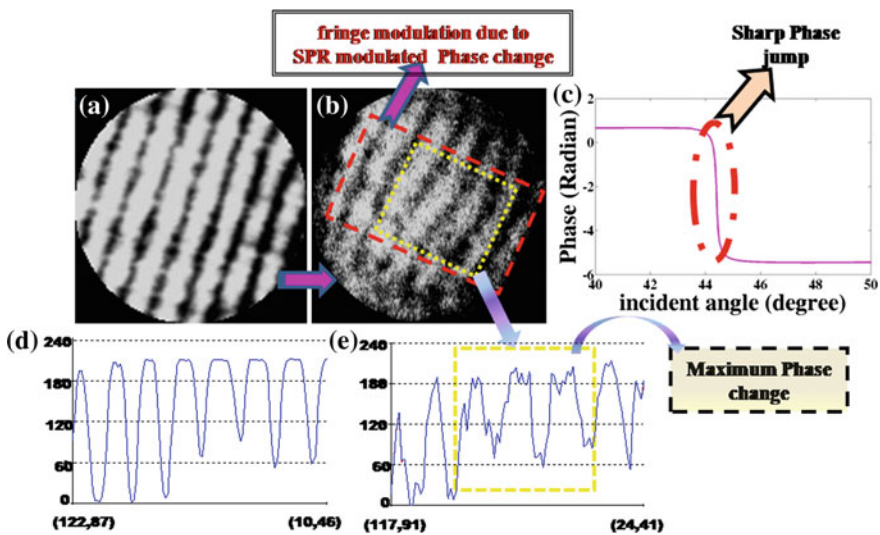 fringe modulation due to
SPR modulated Phase change
Sharp Phase
jump
(a)
(b)
(c)
2
0
-2
-4
-6
Phase (Radian)
40
42
44
46
48
50
incident angle (degree)
(d)
240
180
120
60
0
(122,87)
(10,46)
(e)
240
180
120
60
0
(117,91)
(24,41)
Maximum Phase
change